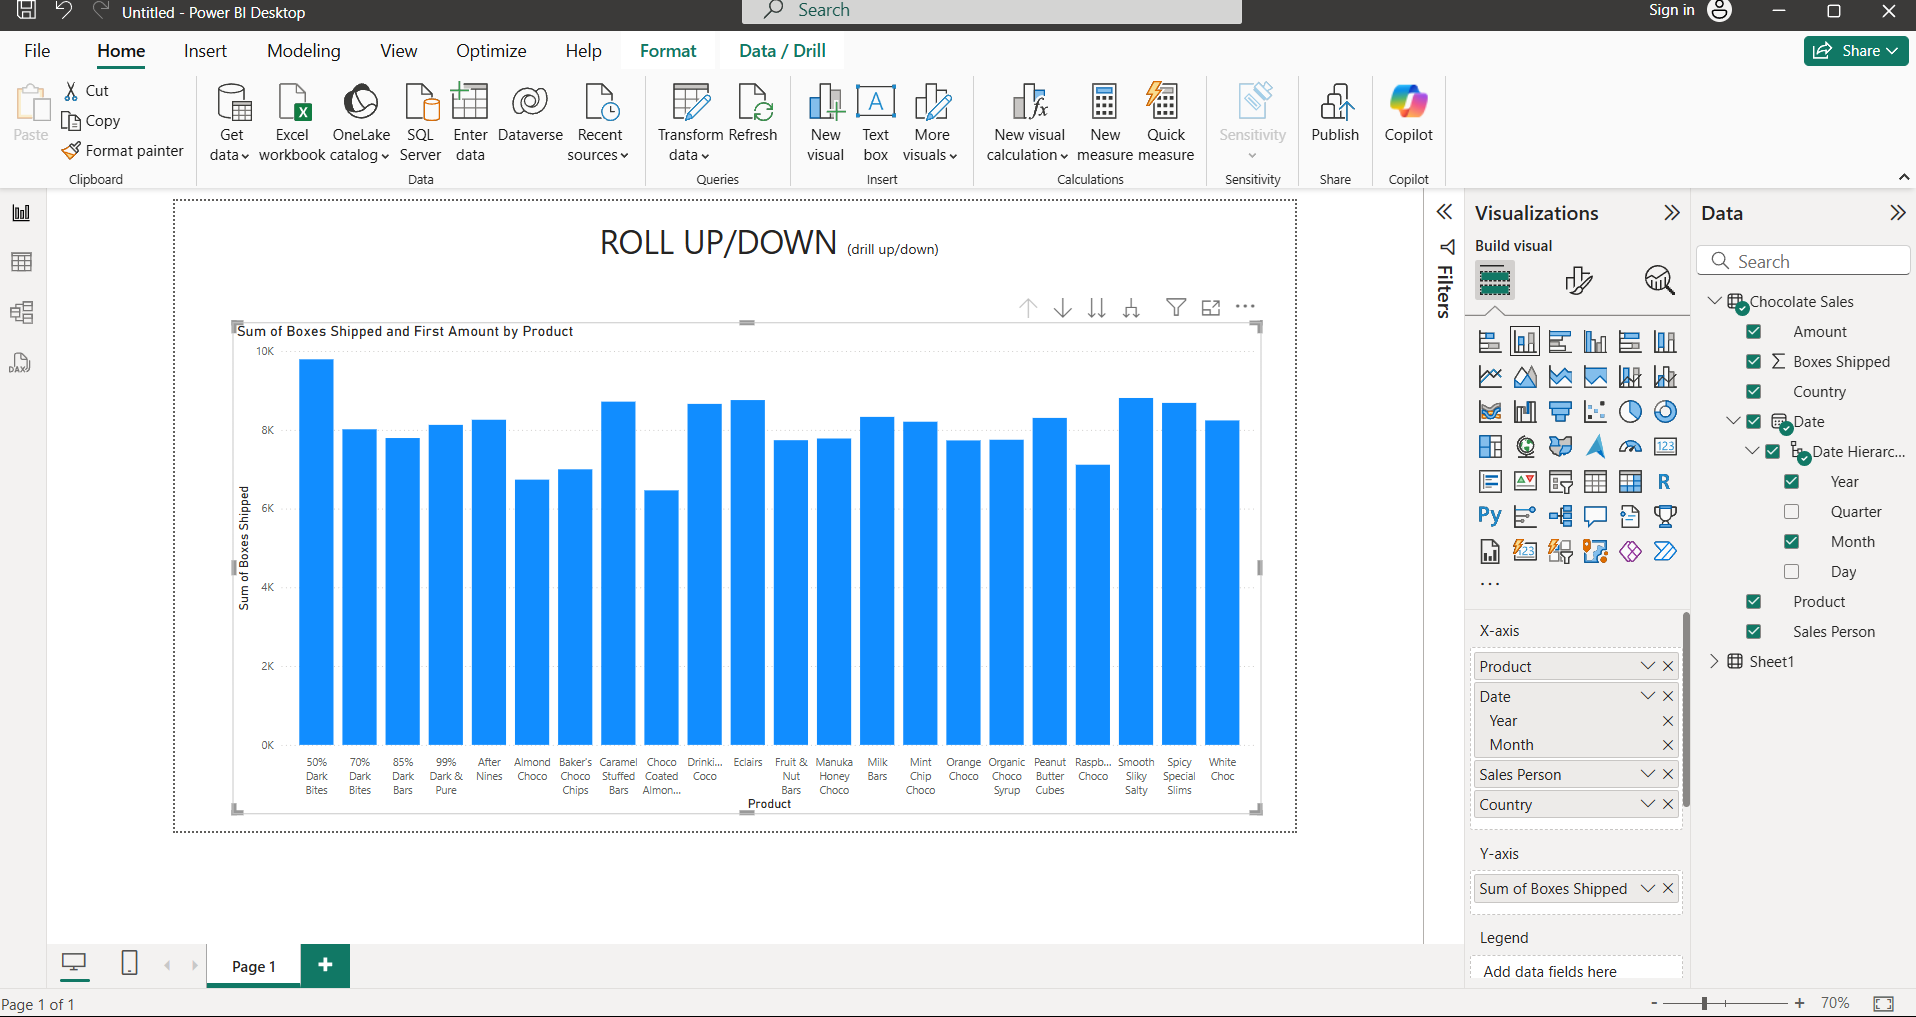 Untitled - Power BI Desktop
Search
Sign in
File
Home
Insert
Modeling
View
Optimize
Help
Format
Data / Drill
Share
Paste
Cut
Copy
Format painter
Clipboard
Get data
Excel workbook
OneLake catalog
SQL Server
Enter data
Dataverse
Recent sources
Data
Transform data
Refresh
Queries
New visual
Text box
More visuals
Insert
New visual calculation
New measure
Quick measure
Calculations
Sensitivity
Sensitivity
Publish
Share
Copilot
Copilot
ROLL UP/DOWN (drill up/down)
Sum of Boxes Shipped and First Amount by Product
10K
8K
6K
4K
2K
0K
Sum of Boxes Shipped
50% Dark Bites
70% Dark Bites
85% Dark Bars
99% Dark & Pure
After Nines
Almond Choco
Baker's Choco Chips
Caramel Stuffed Bars
Choco Coated Almon...
Drinki... Coco
Eclairs
Fruit & Nut Bars
Manuka Honey Choco
Milk Bars
Mint Chip Choco
Orange Choco
Organic Choco Syrup
Peanut Butter Cubes
Raspb... Choco
Smooth Sliky Salty
Spicy Special Slims
White Choc
Product
Filters
Visualizations
Build visual
123
R
Py
123
...
X-axis
Product
Date
Year
Month
Sales Person
Country
Y-axis
Sum of Boxes Shipped
Legend
Add data fields here
Data
Search
Chocolate Sales
Amount
Boxes Shipped
Country
Date
Date Hierarc...
Year
Quarter
Month
Day
Product
Sales Person
Sheet1
DAX
Page 1
Page 1 of 1
70%